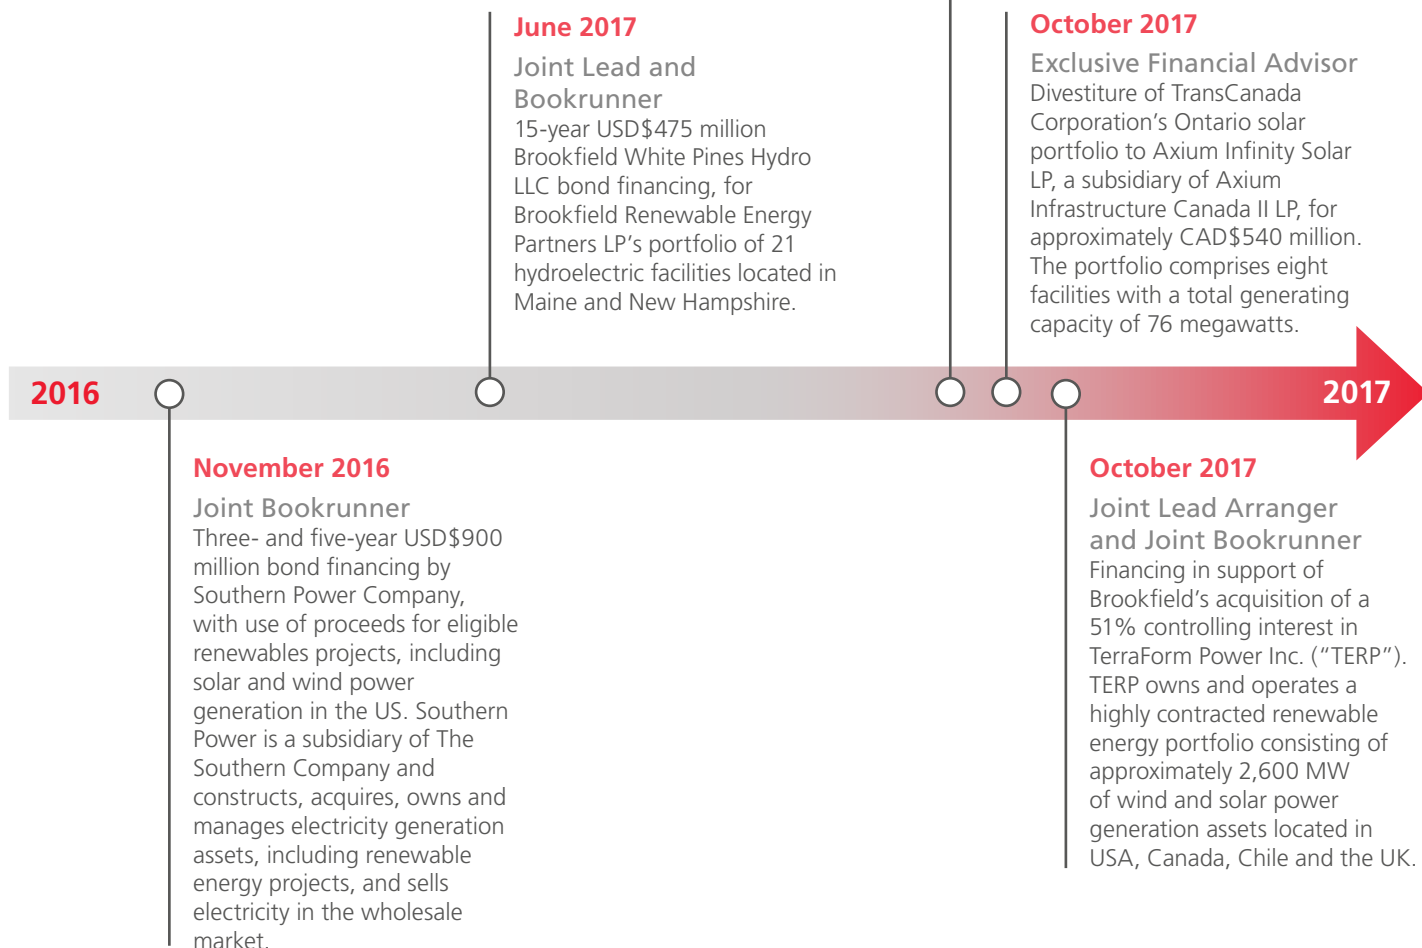 June 2017
Joint Lead and
Bookrunner
15-year USD$475 million
Brookfield White Pines Hydro
LLC bond financing, for
Brookfield Renewable Energy
Partners LP’s portfolio of 21
hydroelectric facilities located in
Maine and New Hampshire.
October 2017
Exclusive Financial Advisor
Divestiture of TransCanada
Corporation’s Ontario solar
portfolio to Axium Infinity Solar
LP, a subsidiary of Axium
Infrastructure Canada II LP, for
approximately CAD$540 million.
The portfolio comprises eight
facilities with a total generating
capacity of 76 megawatts.
2016
2017
November 2016
Joint Bookrunner
Three- and five-year USD$900
million bond financing by
Southern Power Company,
with use of proceeds for eligible
renewables projects, including
solar and wind power
generation in the US. Southern
Power is a subsidiary of The
Southern Company and
constructs, acquires, owns and
manages electricity generation
assets, including renewable
energy projects, and sells
electricity in the wholesale
market.
October 2017
Joint Lead Arranger
and Joint Bookrunner
Financing in support of
Brookfield’s acquisition of a
51% controlling interest in
TerraForm Power Inc. (“TERP”).
TERP owns and operates a
highly contracted renewable
energy portfolio consisting of
approximately 2,600 MW
of wind and solar power
generation assets located in
USA, Canada, Chile and the UK.